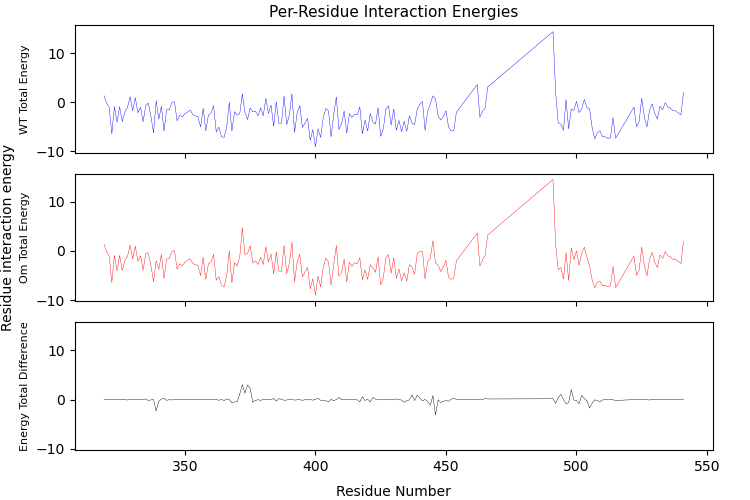 Per-Residue Interaction Energies
Residue interaction energy
WT Total Energy
10
0
−10
Om Total Energy
10
0
−10
Energy Total Difference
10
0
−10
350 400 450 500 550
Residue Number